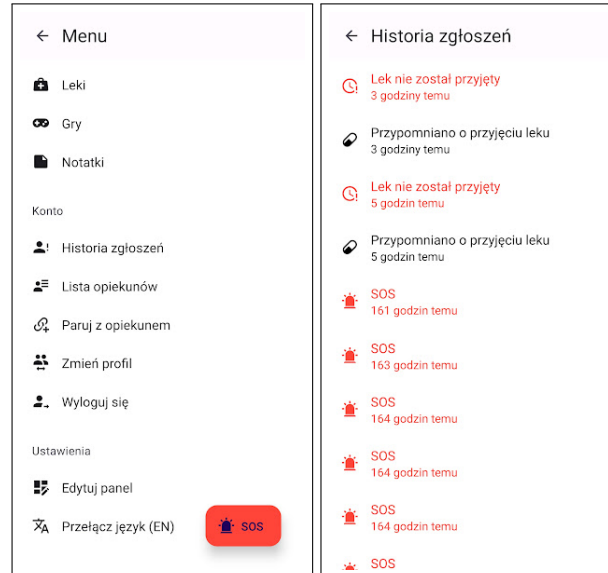 Menu
Leki
Gry
Notatki
Konto
Historia zgłoszeń
Lista opiekunów
Paruj z opiekunem
Zmień profil
Wyloguj się
Ustawienia
Edytuj panel
Przełącz język (EN)
SOS
Historia zgłoszeń
Lek nie został przyjęty
3 godziny temu
Przypomniano o przyjęciu leku
3 godziny temu
Lek nie został przyjęty
5 godzin temu
Przypomniano o przyjęciu leku
5 godzin temu
SOS
161 godzin temu
SOS
163 godzin temu
SOS
164 godzin temu
SOS
164 godzin temu
SOS
164 godzin temu
SOS